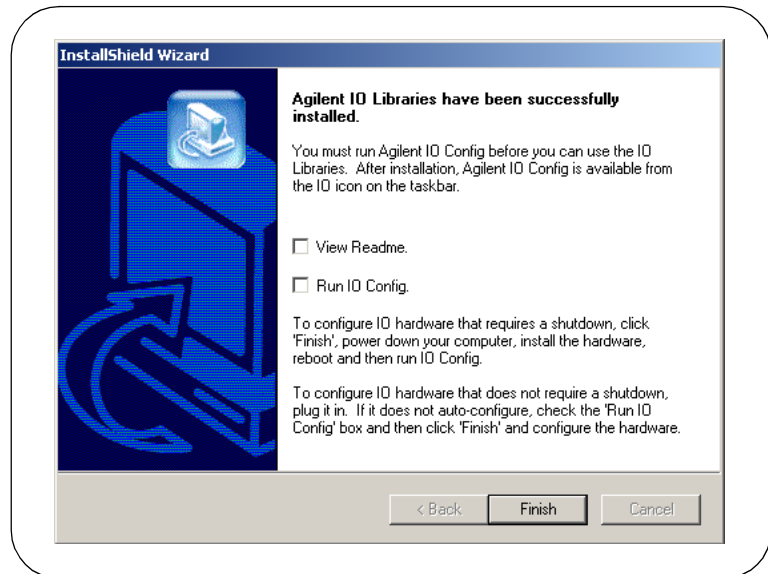 InstallShield Wizard
Agilent IO Libraries have been successfully
installed.
You must run Agilent IO Config before you can use the IO
Libraries. After installation, Agilent IO Config is available from
the IO icon on the taskbar.
View Readme.
Run IO Config.
To configure IO hardware that requires a shutdown, click
'Finish', power down your computer, install the hardware,
reboot and then run IO Config.
To configure IO hardware that does not require a shutdown,
plug it in. If it does not auto-configure, check the 'Run IO
Config' box and then click 'Finish' and configure the hardware.
< Back
Finish
Cancel